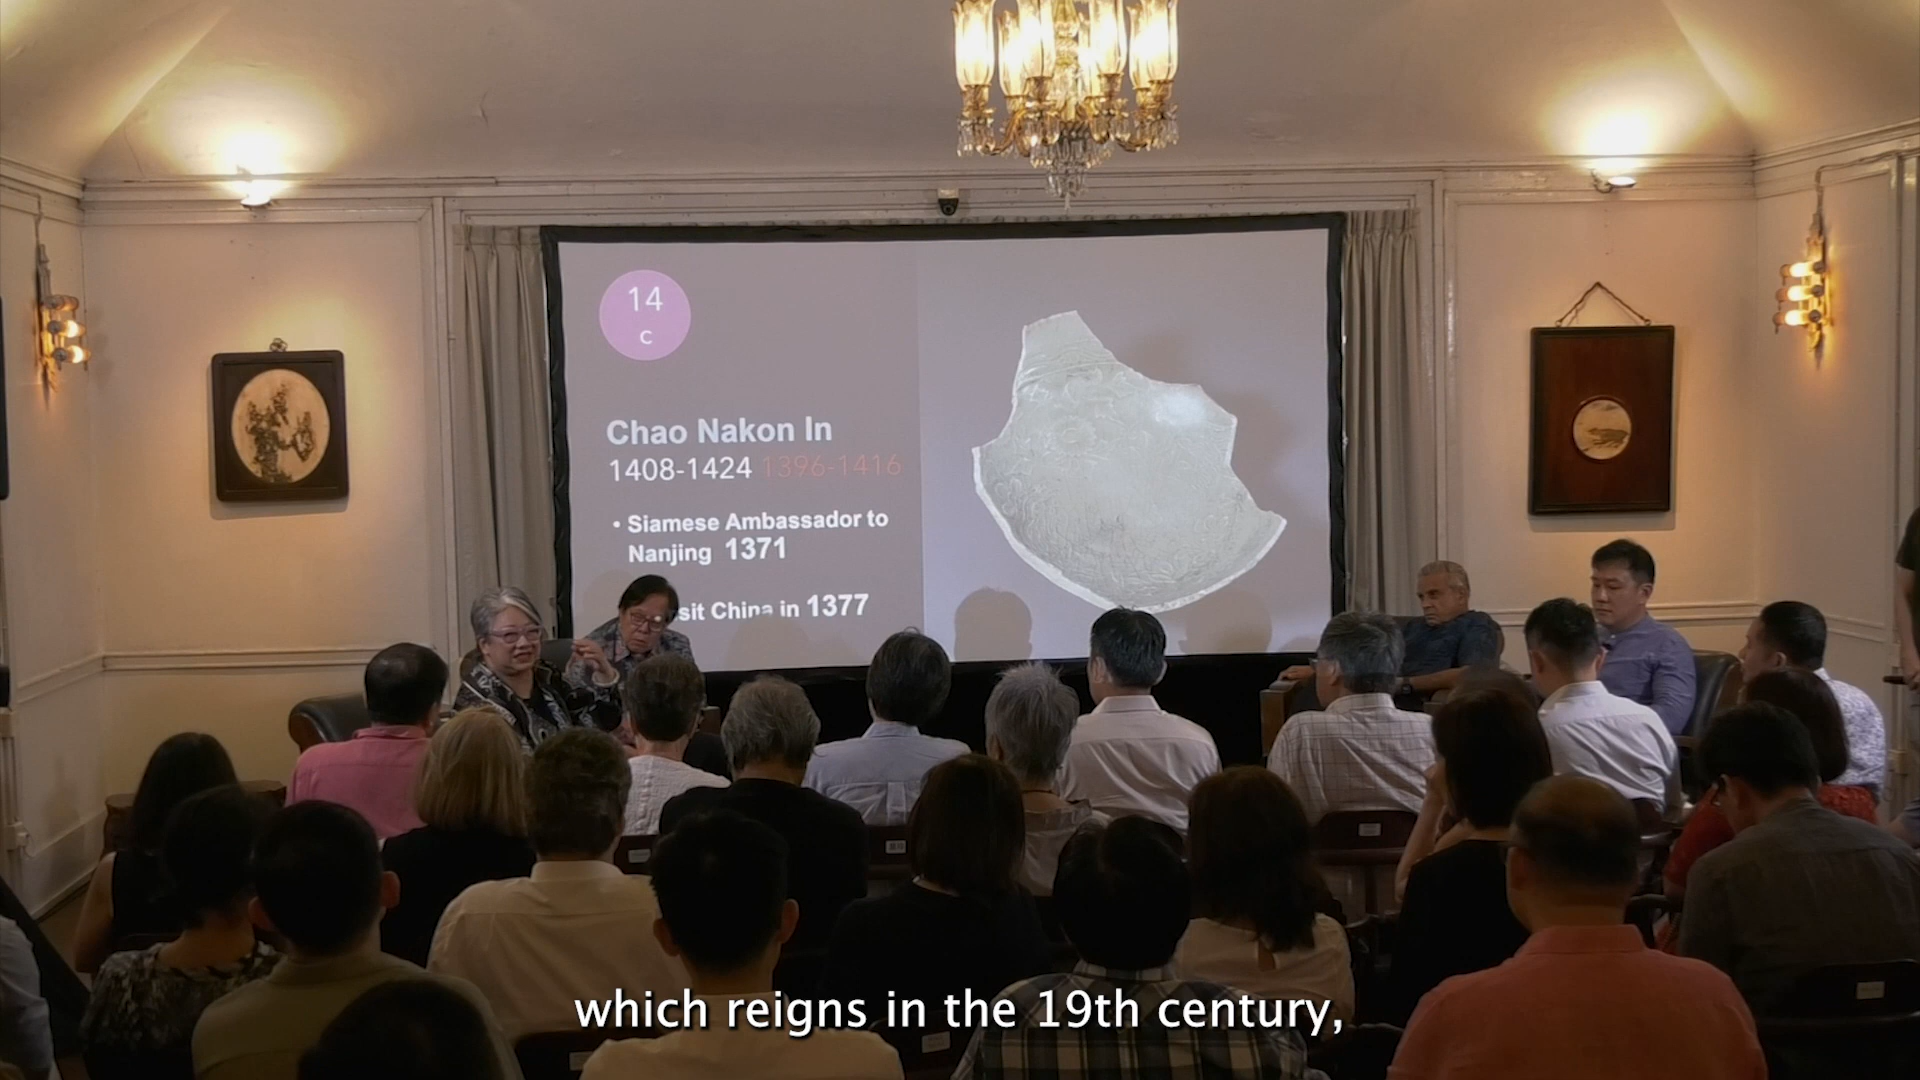 14
c
Chao Nakon In
1408-1424 1396-1416
• Siamese Ambassador to
Nanjing 1371
China in 1377
which reigns in the 19th century,